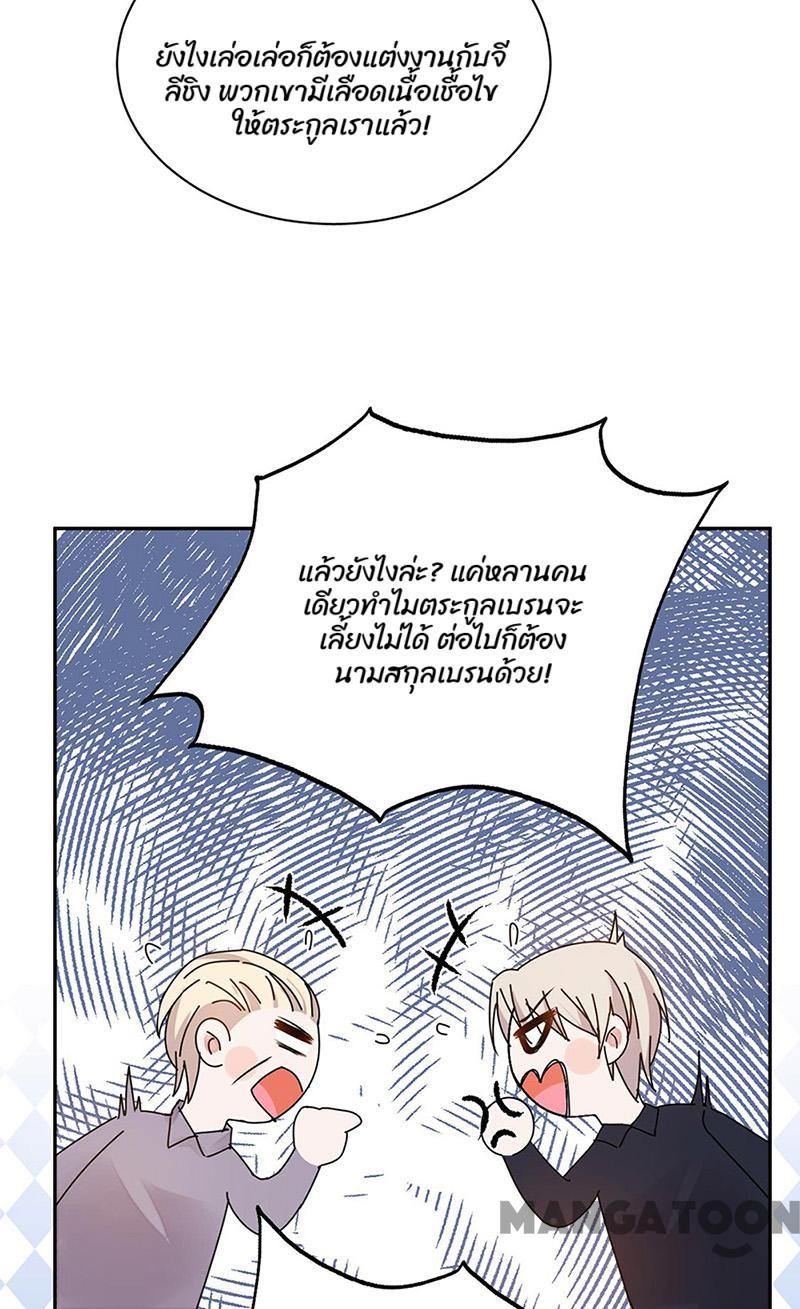 ยังไงเล่อเล่อก็ต้องแต่งงานกับจี
ลีชิง พวกเขามีเลือดเนื้อเชื้อไข
ให้ตระกูลเราแล้ว!
แล้วยังไงล่ะ? แค่หลานคน
เดียวทำไมตระกูลเบรนจะ
เลี้ยงไม่ได้ ต่อไปก็ต้อง
นามสกุลเบรนด้วย!
MANGATOON